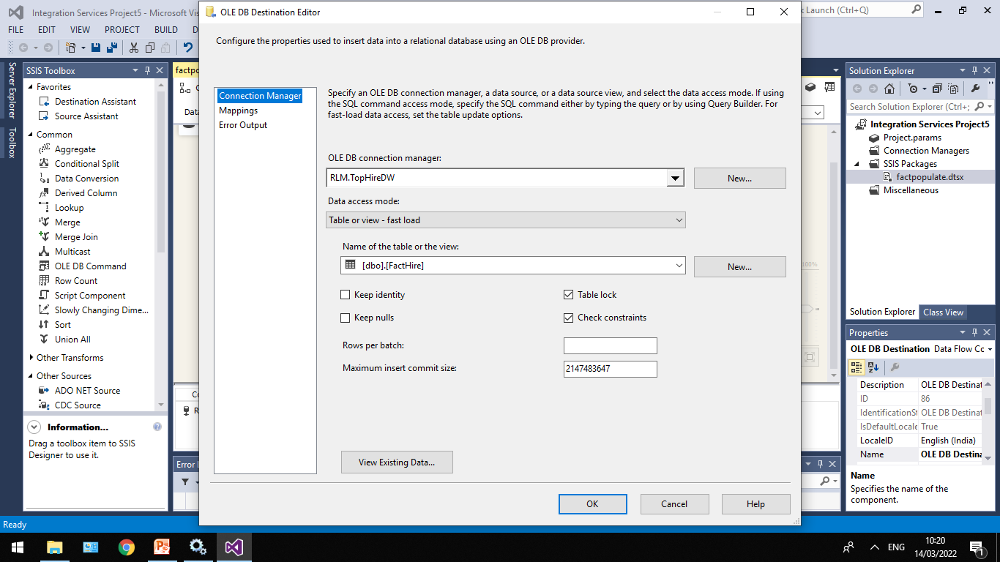 Integration Services Project5 - Microsoft Vis
OLE DB Destination Editor
Launch (Ctrl+Q)
FILE EDIT VIEW PROJECT BUILD D
Configure the properties used to insert data into a relational database using an OLE DB provider.
Server Explorer
Toolbox
SSIS Toolbox
Favorites
Destination Assistant
Source Assistant
Common
Aggregate
Conditional Split
Data Conversion
Derived Column
Lookup
Merge
Merge Join
Multicast
OLE DB Command
Row Count
Script Component
Slowly Changing Dime...
Sort
Union All
Other Transforms
Other Sources
ADO NET Source
CDC Source
Information...
Drag a toolbox item to SSIS
Designer to use it.
factpo
C
Data
Co
R
Error L
Connection Manager
Mappings
Error Output
Specify an OLE DB connection manager, a data source, or a data source view, and select the data access mode. If using
the SQL command access mode, specify the SQL command either by typing the query or by using Query Builder. For
fast-load data access, set the table update options.
OLE DB connection manager:
RLM.TopHireDW
New...
Data access mode:
Table or view - fast load
Name of the table or the view:
[dbo].[FactHire]
New...
Keep identity
Table lock
Keep nulls
Check constraints
Rows per batch:
Maximum insert commit size:
2147483647
View Existing Data...
OK Cancel Help
100%
Solution Explorer
Search Solution Explorer (Ctrl+;
Integration Services Project5
Project.params
Connection Managers
SSIS Packages
factpopulate.dtsx
Miscellaneous
Solution Explorer Class View
Properties
OLE DB Destination Data Flow Cc
Description OLE DB Destinat
ID 86
IdentificationSt OLE DB Destinat
IsDefaultLocale True
LocaleID English (India)
Name OLE DB Destina
Name
Specifies the name of the
component.
Ready
ENG
10:20
14/03/2022
1